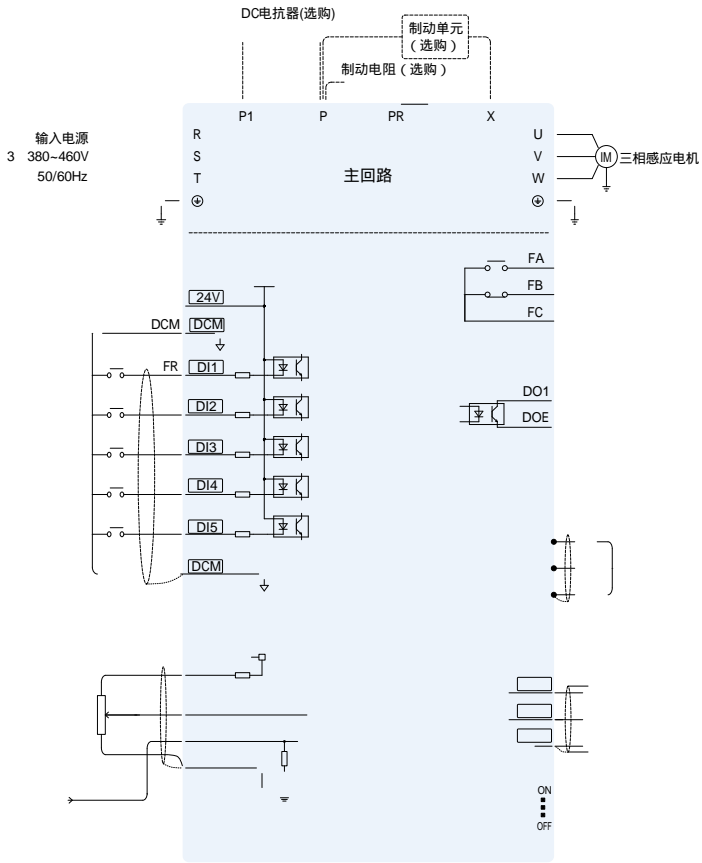 DC电抗器(选购)
制动单元
（选购）
制动电阻（选购）
P1 P PR X
输入电源
3 380~460V
50/60Hz
R
S
T
主回路
U
V
W
IM 三相感应电机
FA
FB
FC
24V
DCM DCM
FR DI1
DI2
DI3
DI4
DI5
DCM
DO1
DOE
ON
OFF